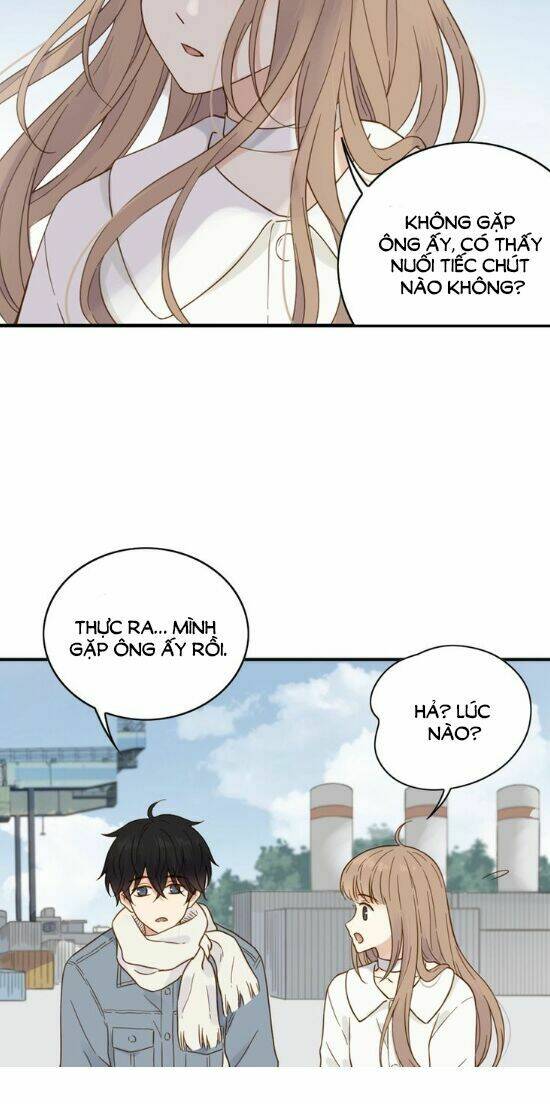 KHÔNG GẶP
ÔNG ẤY, CÓ THẤY
NUỐI TIẾC CHÚT
NÀO KHÔNG?
THỰC RA... MÌNH
GẶP ÔNG ẤY RỒI.
HẢ? LÚC
NÀO?